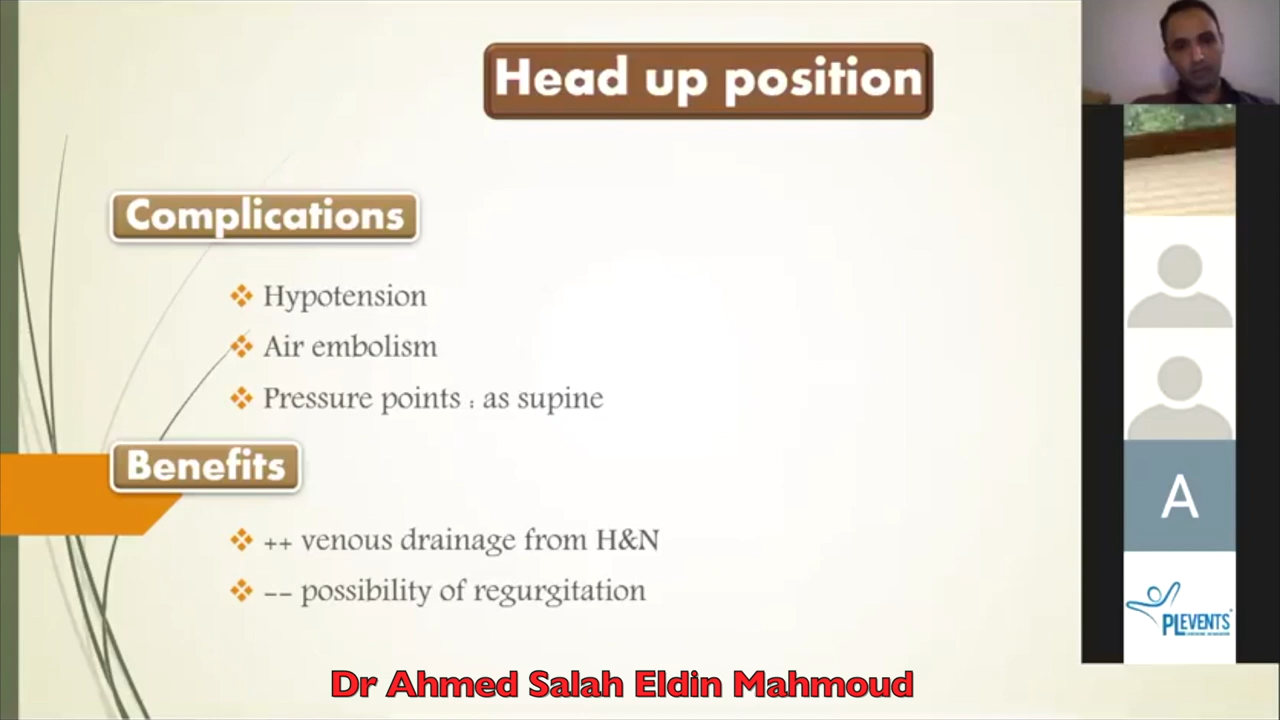 Head up position
Complications
Hypotension
Air embolism
Pressure points : as supine
Benefits
++ venous drainage from H&N
-- possibility of regurgitation
A
PLEVENTS
Dr Ahmed Salah Eldin Mahmoud